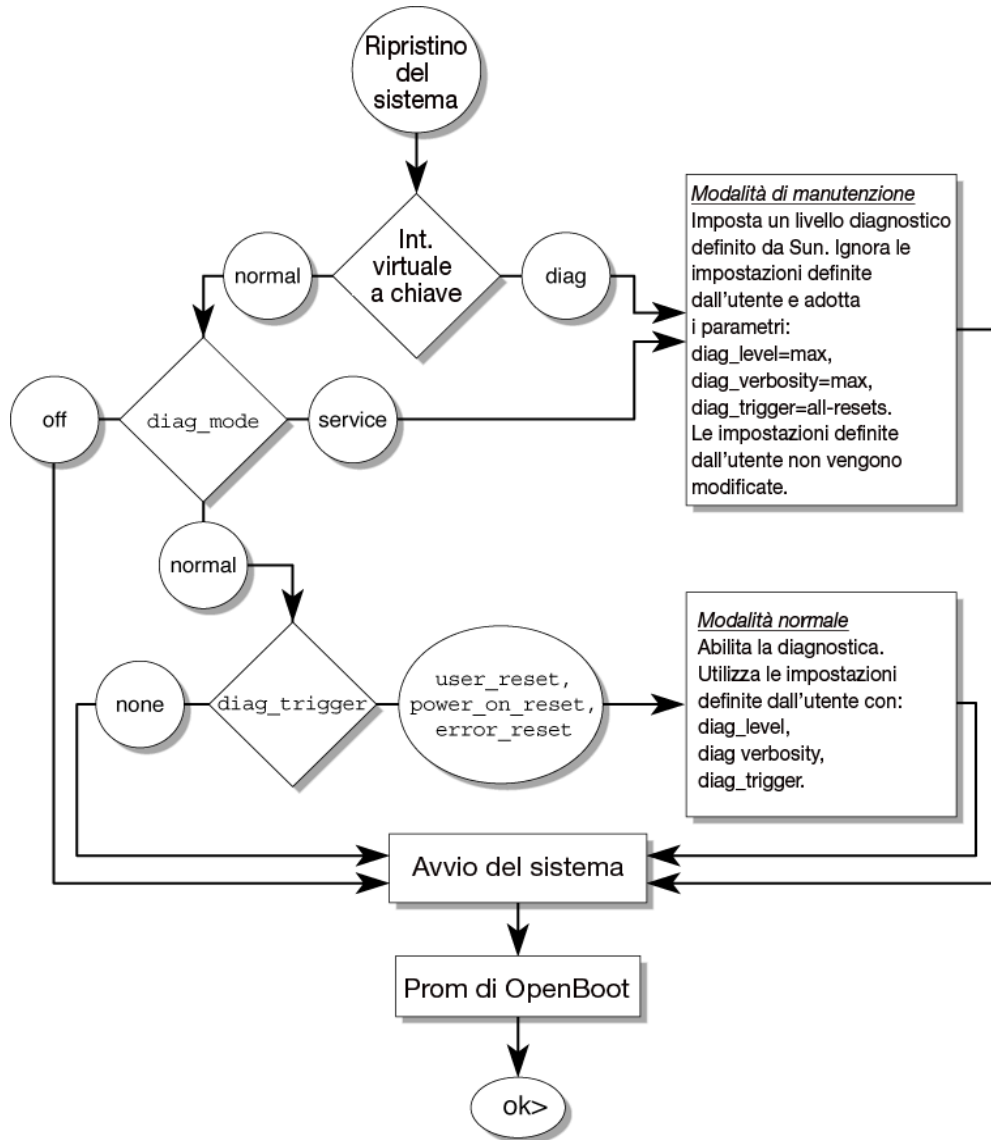 Ripristino
del
sistema
Int.
virtuale
a chiave
normal
diag
Modalità di manutenzione
Imposta un livello diagnostico
definito da Sun. Ignora le
impostazioni definite
dall'utente e adotta
i parametri:
diag_level=max,
diag_verbosity=max,
diag_trigger=all-resets.
Le impostazioni definite
dall'utente non vengono
modificate.
off
diag_mode
service
normal
none
diag_trigger
user_reset,
power_on_reset,
error_reset
Modalità normale
Abilita la diagnostica.
Utilizza le impostazioni
definite dall'utente con:
diag_level,
diag verbosity,
diag_trigger.
Avvio del sistema
Prom di OpenBoot
ok>